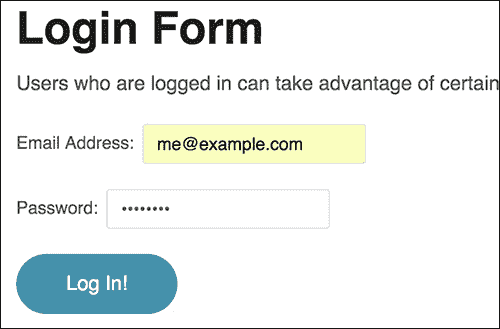 Login Form
Users who are logged in can take advantage of certain
Email Address: me@example.com
Password: ••••••••
Log In!